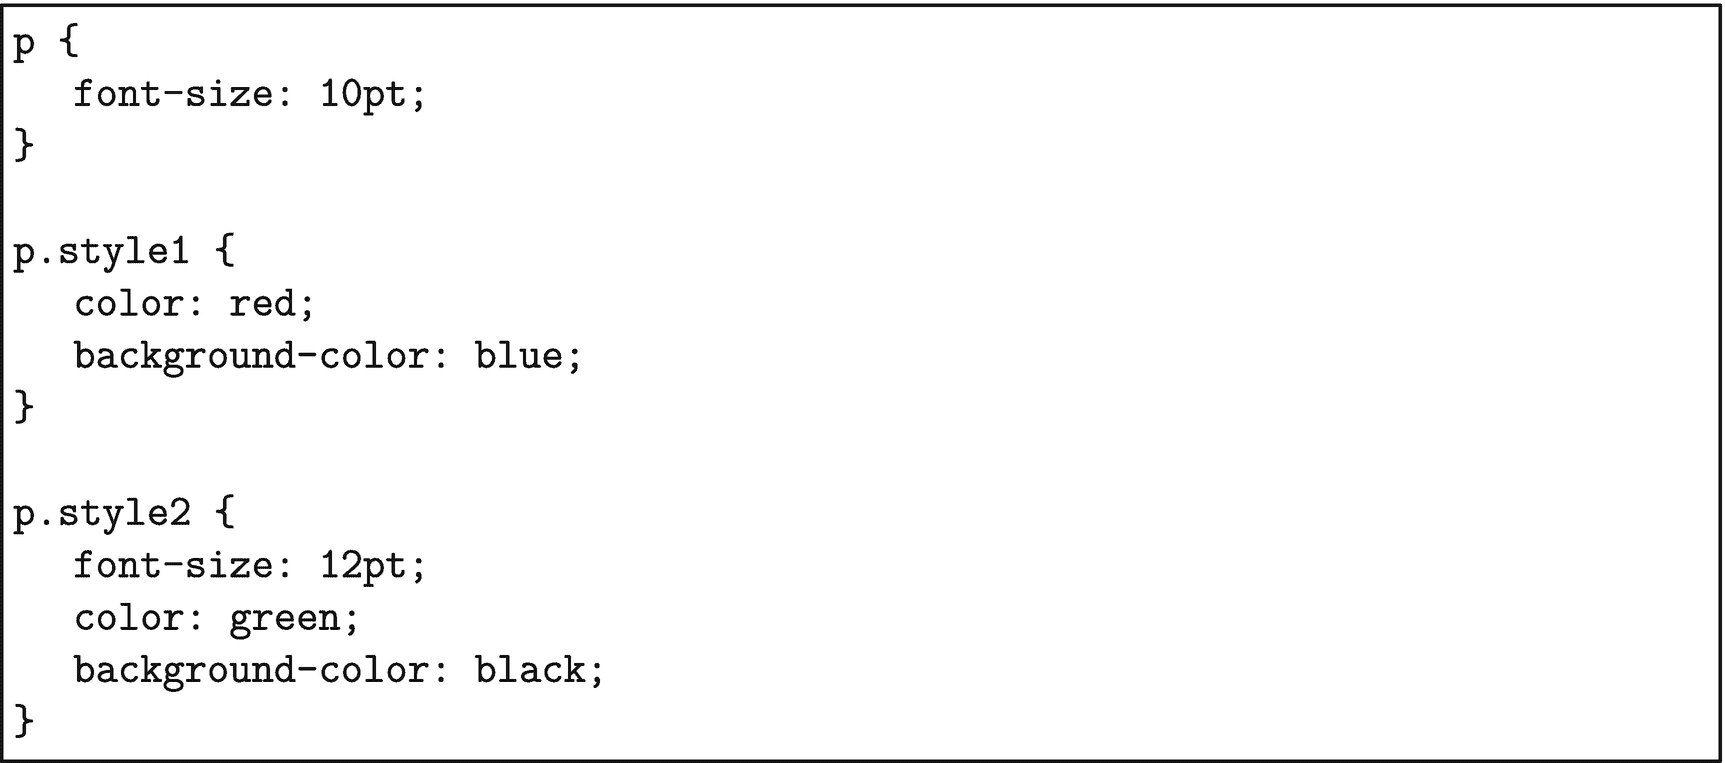 p {
   font-size: 10pt;
}

p.style1 {
   color: red;
   background-color: blue;
}

p.style2 {
   font-size: 12pt;
   color: green;
   background-color: black;
}